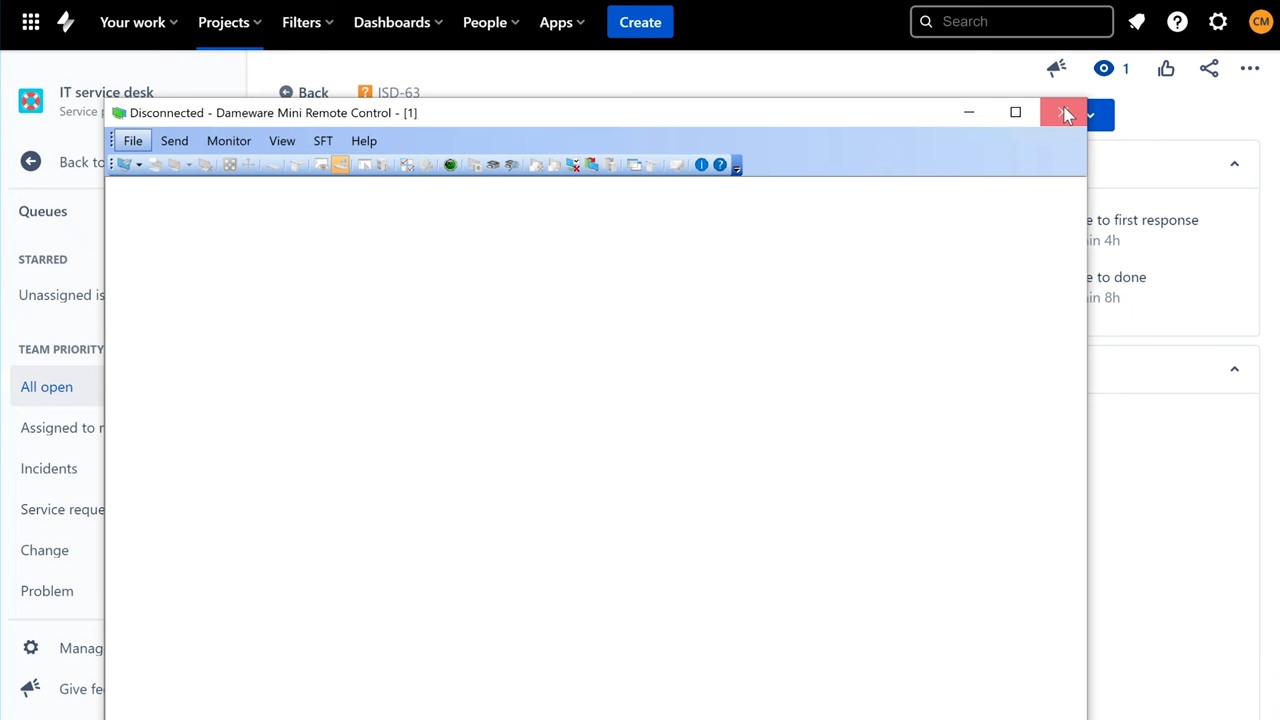 Your work Projects Filters Dashboards People Apps Create Search CM
IT service desk
Service
Back ISD-63
1
Disconnected - Dameware Mini Remote Control - [1]
File Send Monitor View SFT Help
Back to
Queues
STARRED
Unassigned is
TEAM PRIORITY
All open
Assigned to
Incidents
Service reque
Change
Problem
Manag
Give fe
e to first response
in 4h
e to done
in 8h